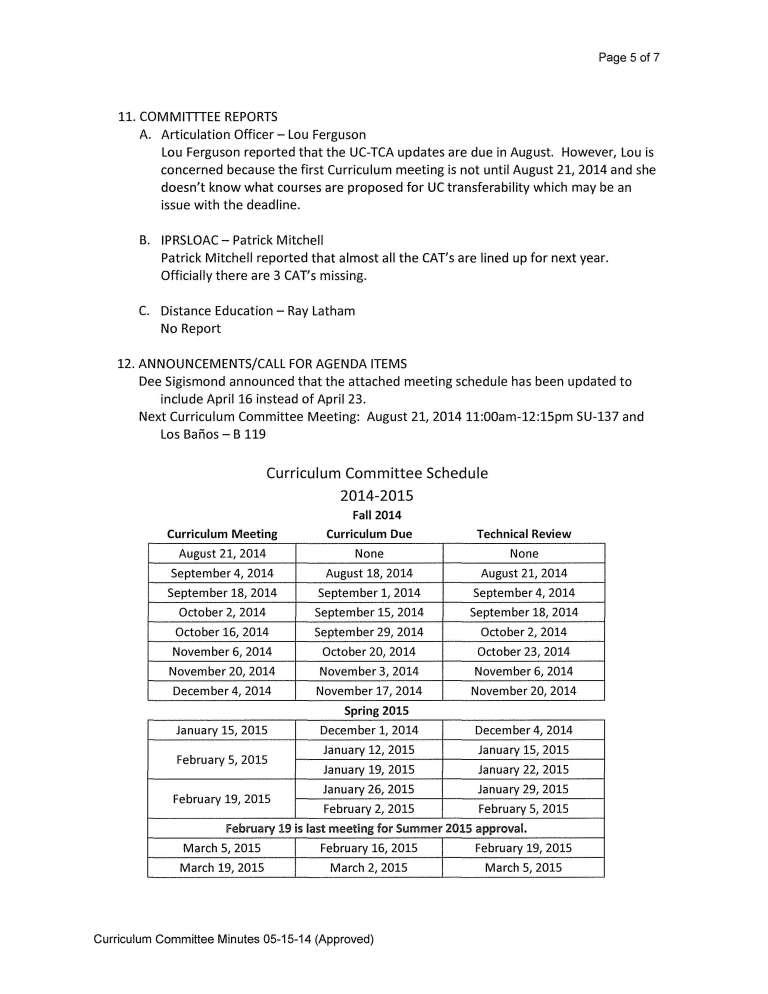 Page 5 of 7
11. COMMITTTEE REPORTS
A. Articulation Officer – Lou Ferguson
Lou Ferguson reported that the UC-TCA updates are due in August. However, Lou is
concerned because the first Curriculum meeting is not until August 21, 2014 and she
doesn't know what courses are proposed for UC transferability which may be an
issue with the deadline.
B. IPRSLOAC – Patrick Mitchell
Patrick Mitchell reported that almost all the CAT's are lined up for next year.
Officially there are 3 CAT's missing.
C. Distance Education – Ray Latham
No Report
12. ANNOUNCEMENTS/CALL FOR AGENDA ITEMS
Dee Sigismond announced that the attached meeting schedule has been updated to
include April 16 instead of April 23.
Next Curriculum Committee Meeting: August 21, 2014 11:00am-12:15pm SU-137 and
Los Baños – B 119
Curriculum Committee Schedule
2014-2015
Fall 2014
Curriculum Meeting Curriculum Due Technical Review
August 21, 2014 None None
September 4, 2014 August 18, 2014 August 21, 2014
September 18, 2014 September 1, 2014 September 4, 2014
October 2, 2014 September 15, 2014 September 18, 2014
October 16, 2014 September 29, 2014 October 2, 2014
November 6, 2014 October 20, 2014 October 23, 2014
November 20, 2014 November 3, 2014 November 6, 2014
December 4, 2014 November 17, 2014 November 20, 2014
Spring 2015
January 15, 2015 December 1, 2014 December 4, 2014
February 5, 2015 January 12, 2015 January 15, 2015
January 19, 2015 January 22, 2015
February 19, 2015 January 26, 2015 January 29, 2015
February 2, 2015 February 5, 2015
February 19 is last meeting for Summer 2015 approval.
March 5, 2015 February 16, 2015 February 19, 2015
March 19, 2015 March 2, 2015 March 5, 2015
Curriculum Committee Minutes 05-15-14 (Approved)